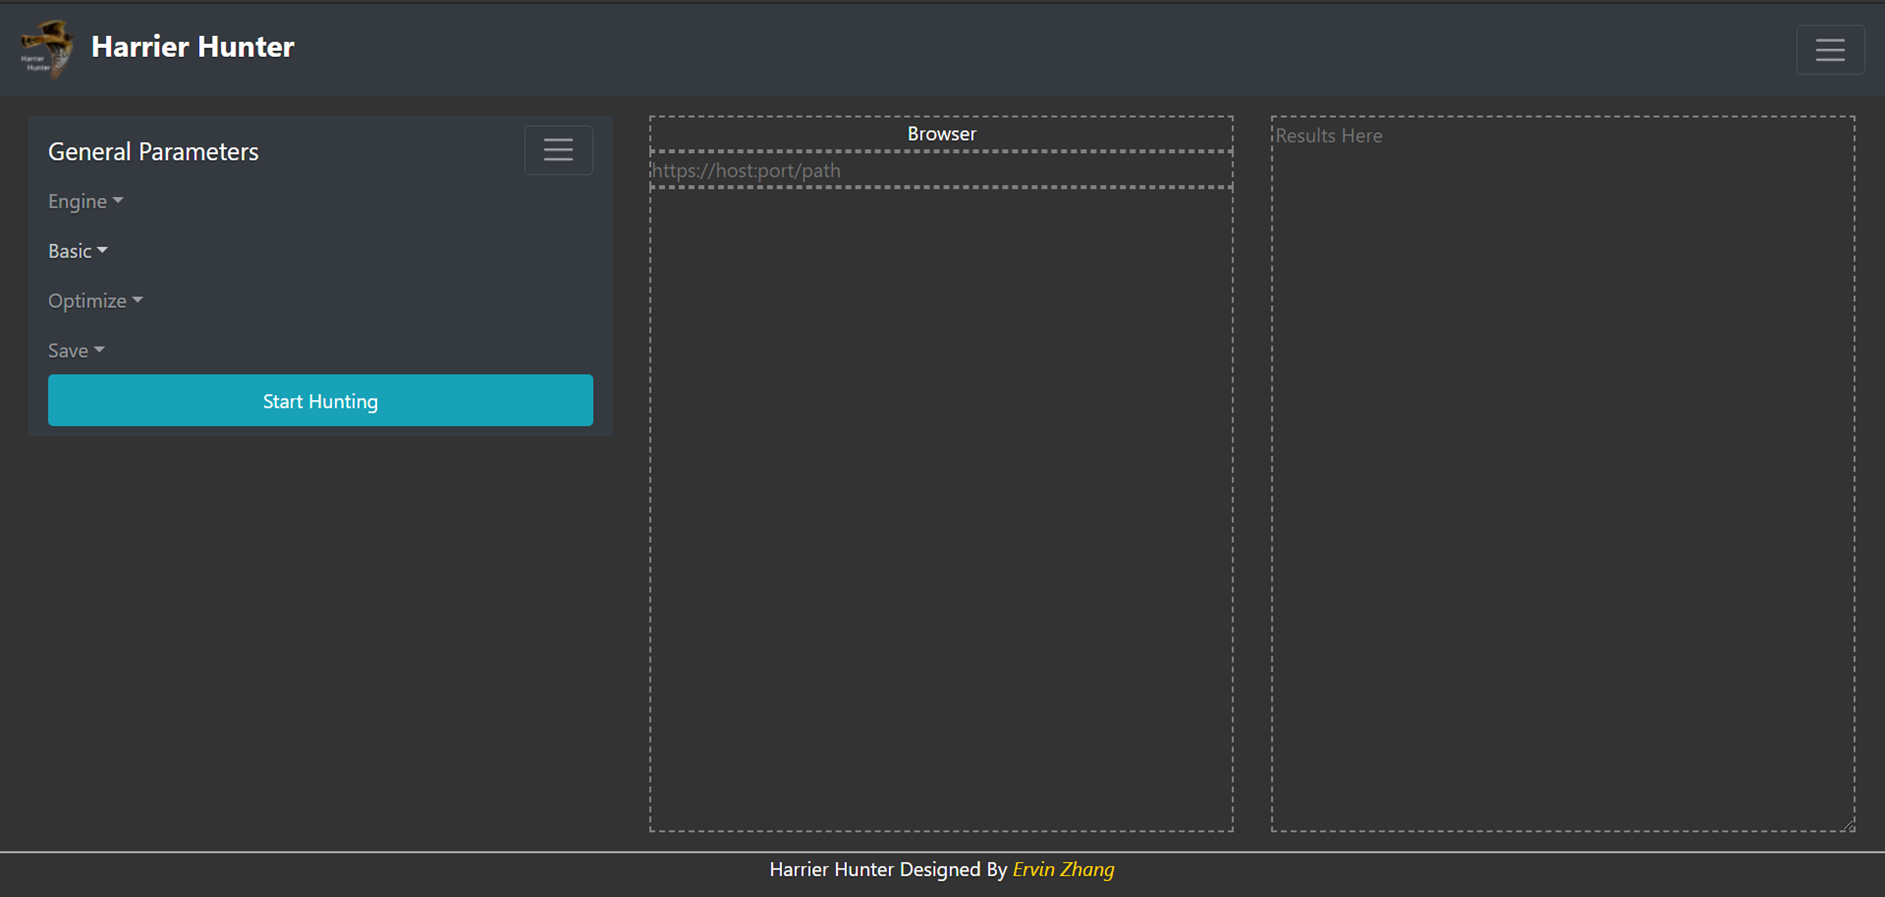 Harrier
Hunter
Harrier Hunter
General Parameters
Engine
Basic
Optimize
Save
Start Hunting
Browser
https://host:port/path
Results Here
Harrier Hunter Designed By Ervin Zhang